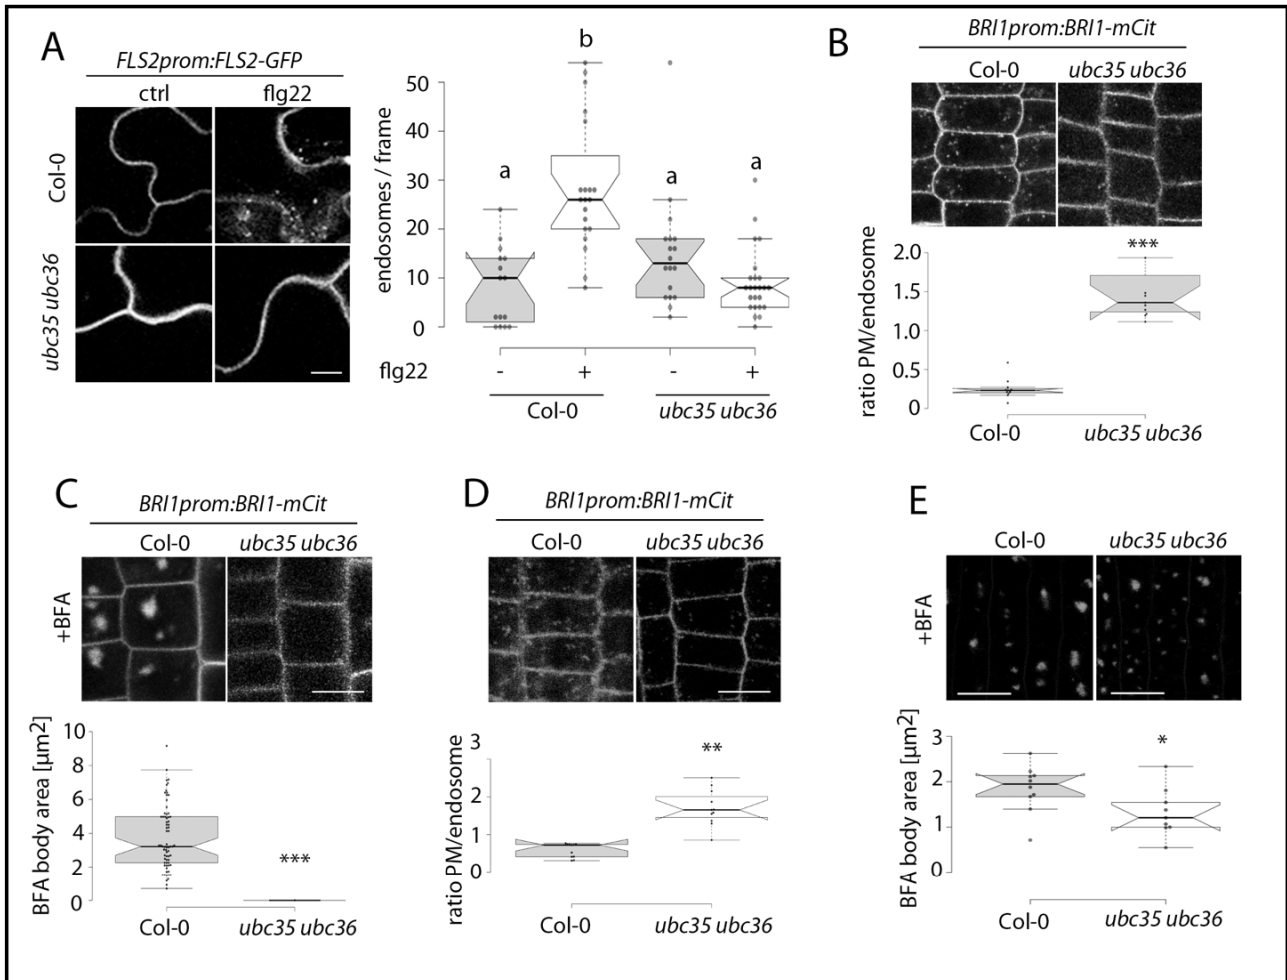 A
FLS2prom:FLS2-GFP
ctrl flg22
Col-0
ubc35 ubc36
endosomes / frame
50
40
30
20
10
0
a b a a
flg22 - + - +
Col-0 ubc35 ubc36
B
BRI1prom:BRI1-mCit
Col-0 ubc35 ubc36
ratio PM/endosome
2.0
1.5
1.0
0.5
0
***
Col-0 ubc35 ubc36
C
BRI1prom:BRI1-mCit
Col-0 ubc35 ubc36
+BFA
BFA body area [µm2]
10
8
6
4
2
0
***
Col-0 ubc35 ubc36
D
BRI1prom:BRI1-mCit
Col-0 ubc35 ubc36
ratio PM/endosome
3
2
1
0
**
Col-0 ubc35 ubc36
E
Col-0 ubc35 ubc36
+BFA
BFA body area [µm2]
3
2
1
0
*
Col-0 ubc35 ubc36